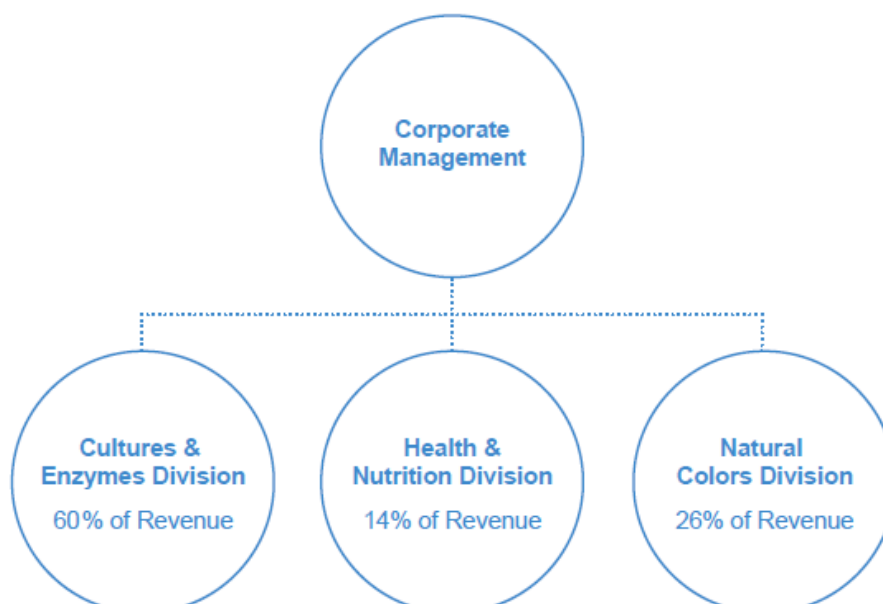 Corporate
Management
Cultures &
Enzymes Division
60% of Revenue
Health &
Nutrition Division
14% of Revenue
Natural
Colors Division
26% of Revenue